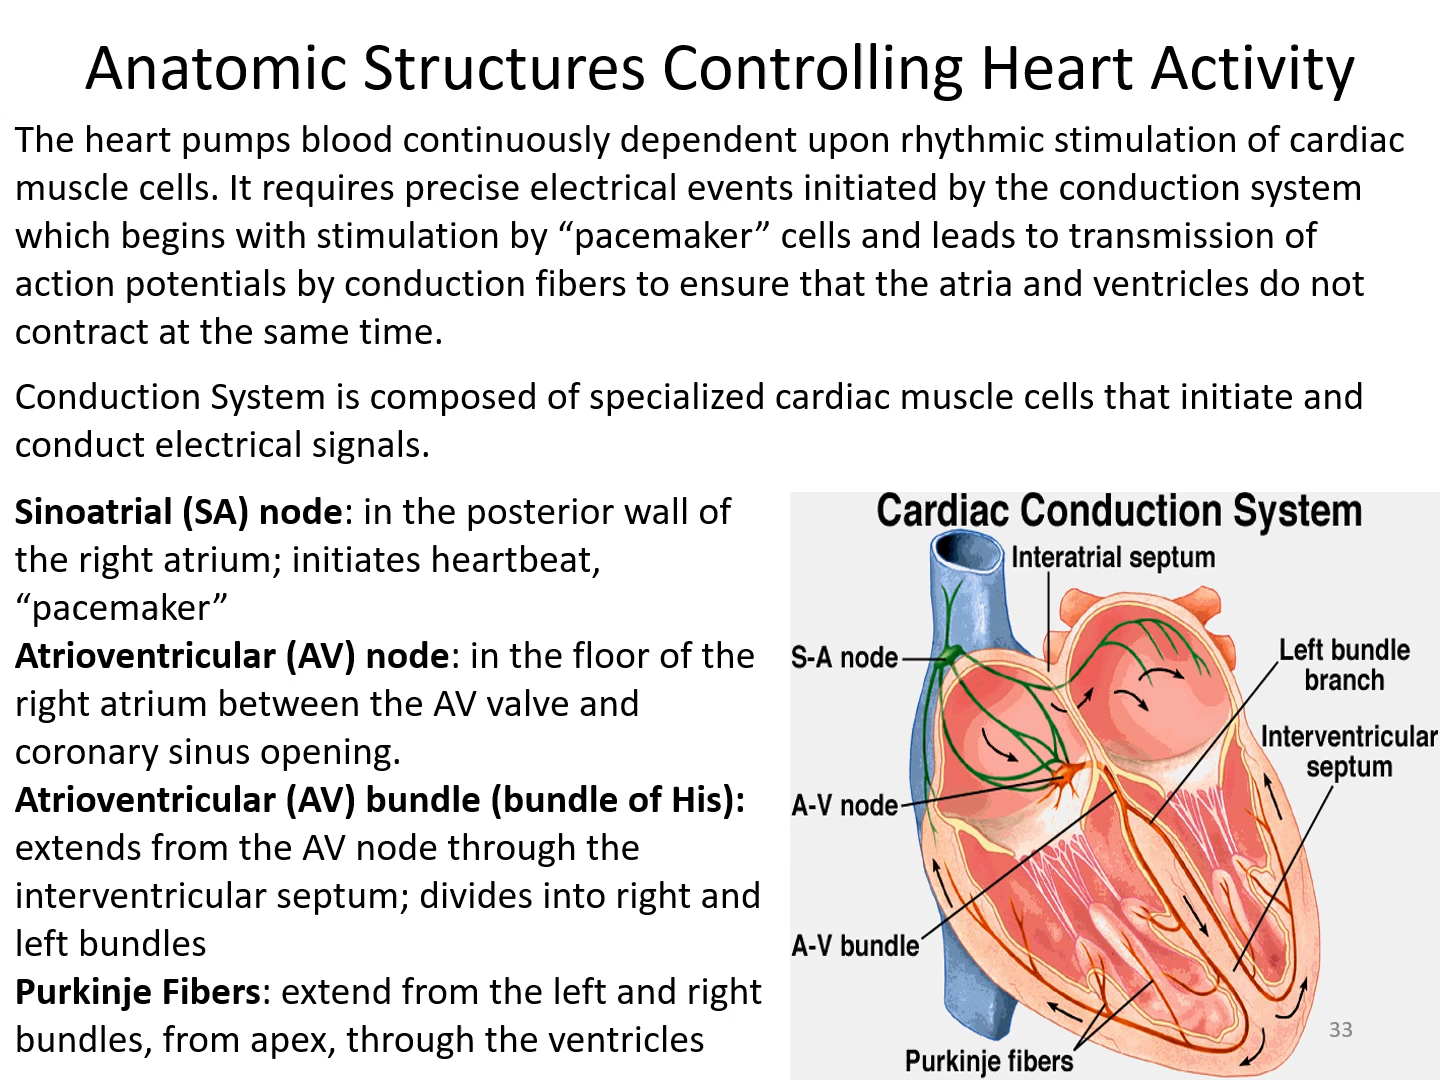 Anatomic Structures Controlling Heart Activity
The heart pumps blood continuously dependent upon rhythmic stimulation of cardiac
muscle cells. It requires precise electrical events initiated by the conduction system
which begins with stimulation by “pacemaker” cells and leads to transmission of
action potentials by conduction fibers to ensure that the atria and ventricles do not
contract at the same time.
Conduction System is composed of specialized cardiac muscle cells that initiate and
conduct electrical signals.
Sinoatrial (SA) node: in the posterior wall of
the right atrium; initiates heartbeat,
“pacemaker”
Atrioventricular (AV) node: in the floor of the
right atrium between the AV valve and
coronary sinus opening.
Atrioventricular (AV) bundle (bundle of His):
extends from the AV node through the
interventricular septum; divides into right and
left bundles
Purkinje Fibers: extend from the left and right
bundles, from apex, through the ventricles
Cardiac Conduction System
Interatrial septum
S-A node
Left bundle
branch
Interventricular
septum
A-V node
A-V bundle
Purkinje fibers
33